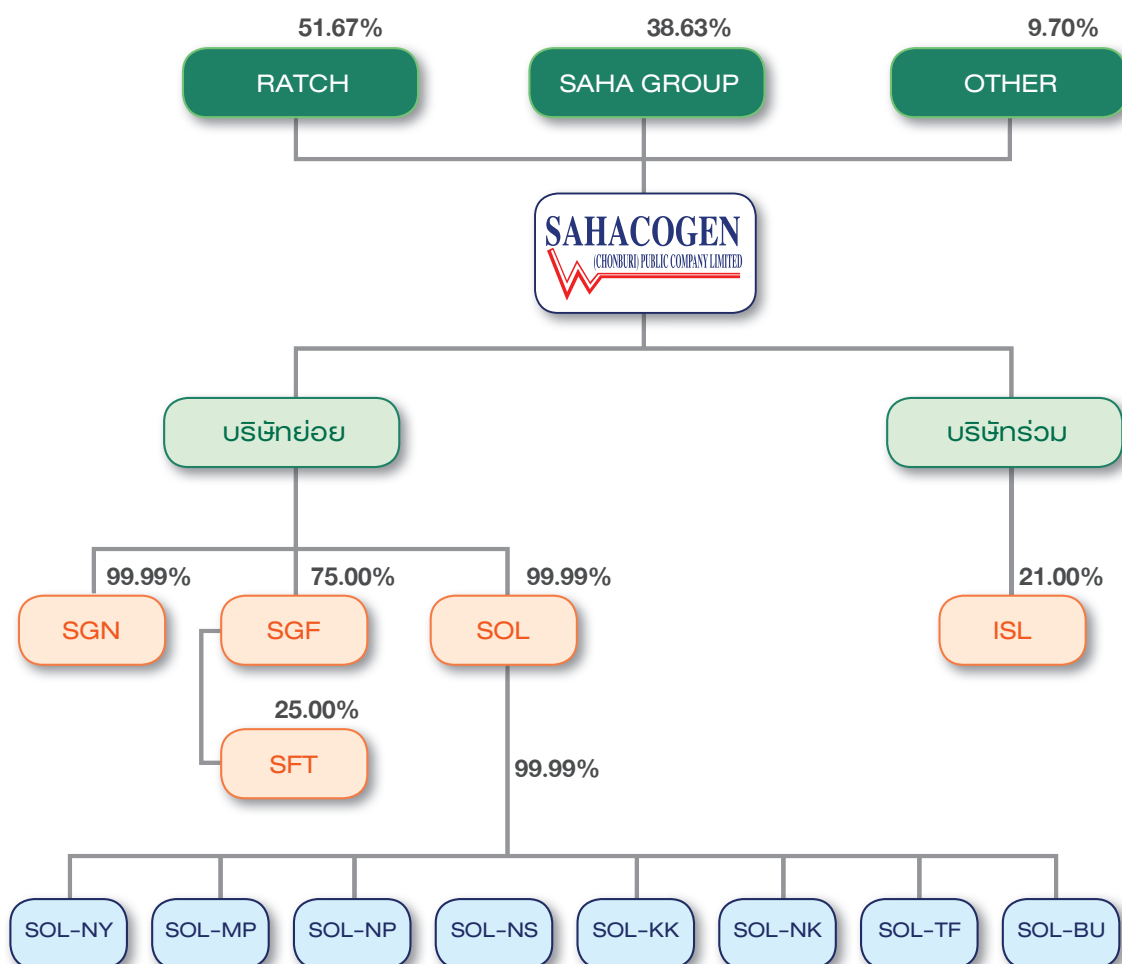 51.67%
38.63%
9.70%
RATCH
SAHA GROUP
OTHER
SAHACOGEN
(CHONBURI) PUBLIC COMPANY LIMITED
บริษัทย่อย
บริษัทร่วม
99.99%
75.00%
99.99%
21.00%
SGN
SGF
SOL
ISL
25.00%
SFT
99.99%
SOL-NY
SOL-MP
SOL-NP
SOL-NS
SOL-KK
SOL-NK
SOL-TF
SOL-BU